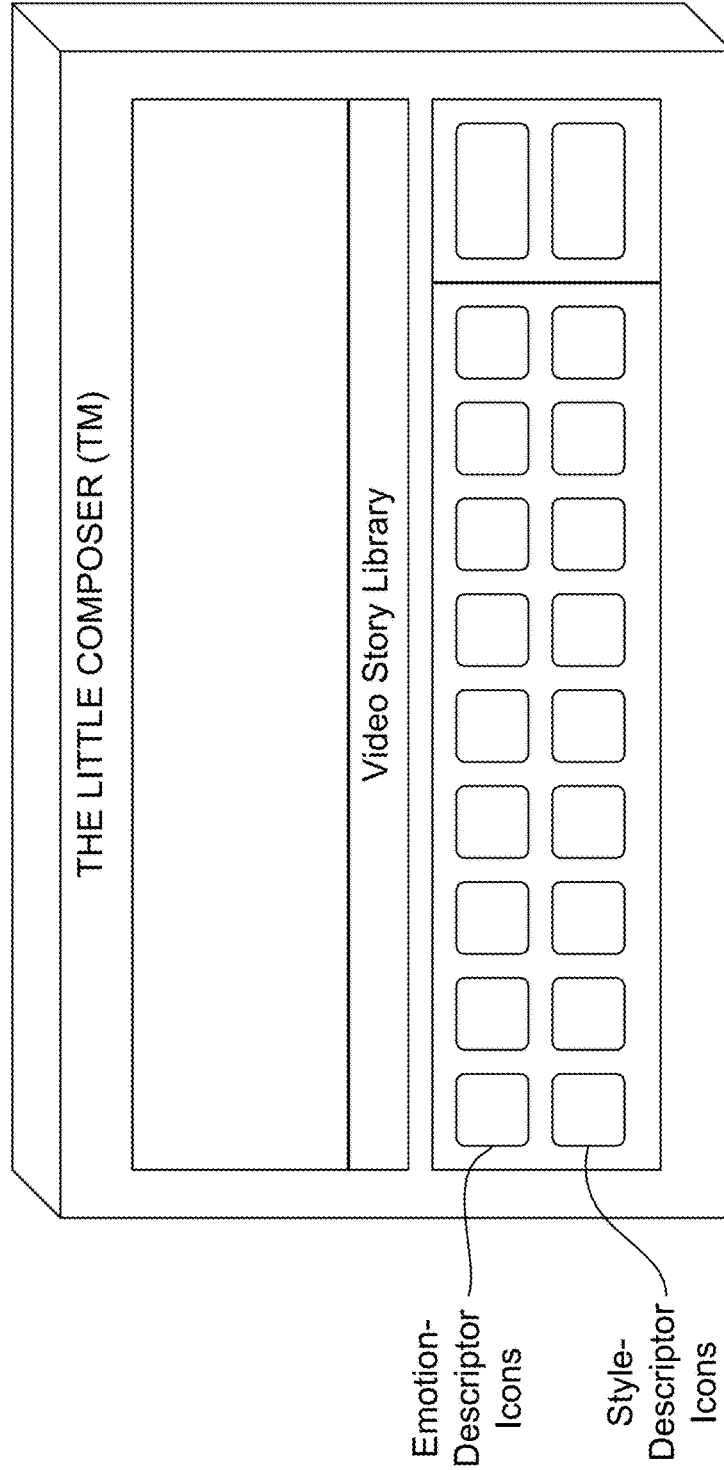 THE LITTLE COMPOSER (TM)
Video Story Library
Emotion-
Descriptor
Icons
Style-
Descriptor
Icons